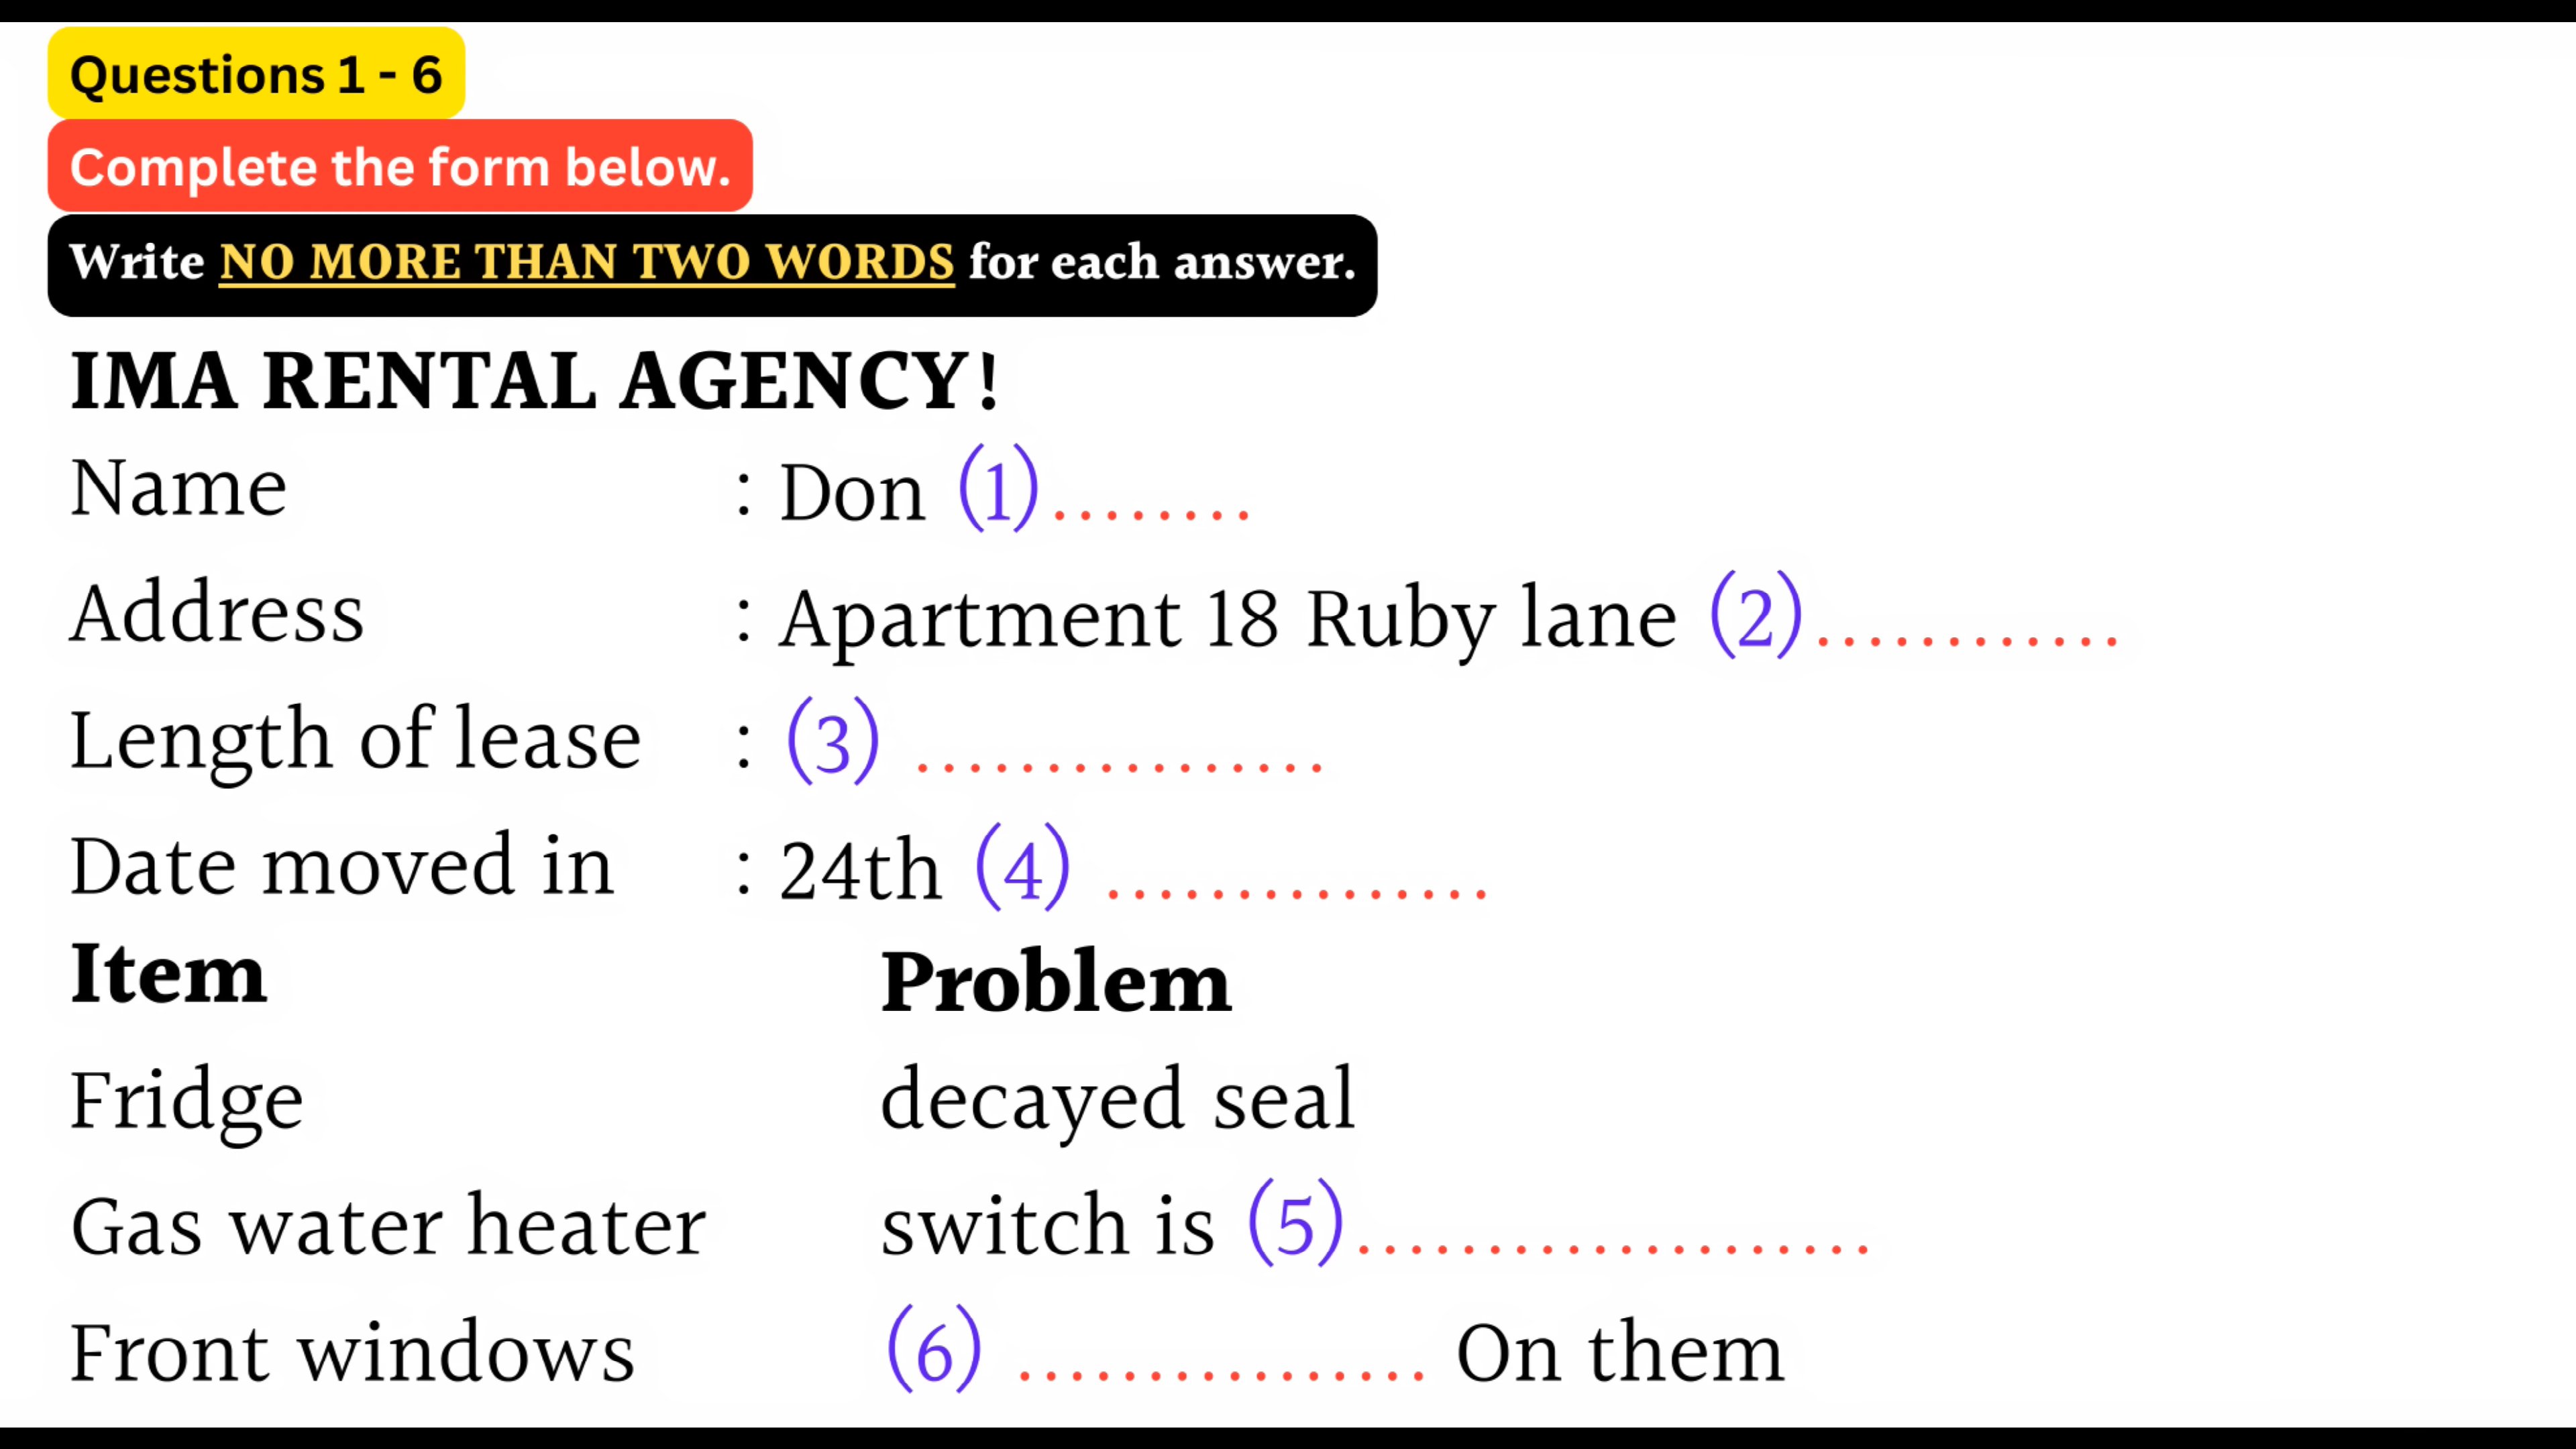 Questions 1 - 6
Complete the form below.
Write NO MORE THAN TWO WORDS for each answer.
IMA RENTAL AGENCY!
Name : Don (1)........
Address : Apartment 18 Ruby lane (2)............
Length of lease : (3) ................
Date moved in : 24th (4) ...............
Item Problem
Fridge decayed seal
Gas water heater switch is (5)....................
Front windows (6) ................ On them